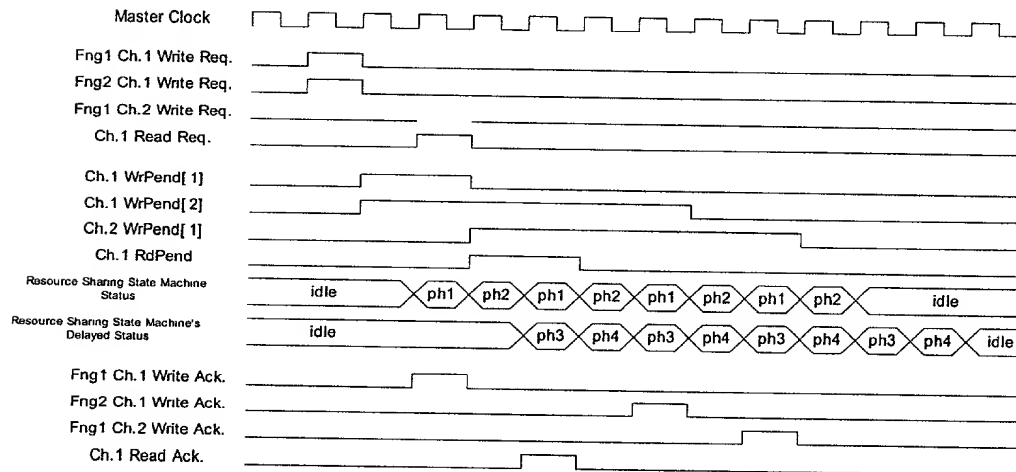 Master Clock
Fng1 Ch.1 Write Req.
Fng2 Ch.1 Write Req.
Fng1 Ch.2 Write Req.
Ch.1 Read Req.
Ch.1 WrPend[ 1]
Ch.1 WrPend[ 2]
Ch.2 WrPend[ 1]
Ch.1 RdPend
Resource Sharing State Machine
Status
idle ph1 ph2 ph1 ph2 ph1 ph2 ph1 ph2 idle
Resource Sharing State Machine's
Delayed Status
idle ph3 ph4 ph3 ph4 ph3 ph4 ph3 ph4 idle
Fng1 Ch.1 Write Ack.
Fng2 Ch.1 Write Ack.
Fng1 Ch.2 Write Ack.
Ch.1 Read Ack.